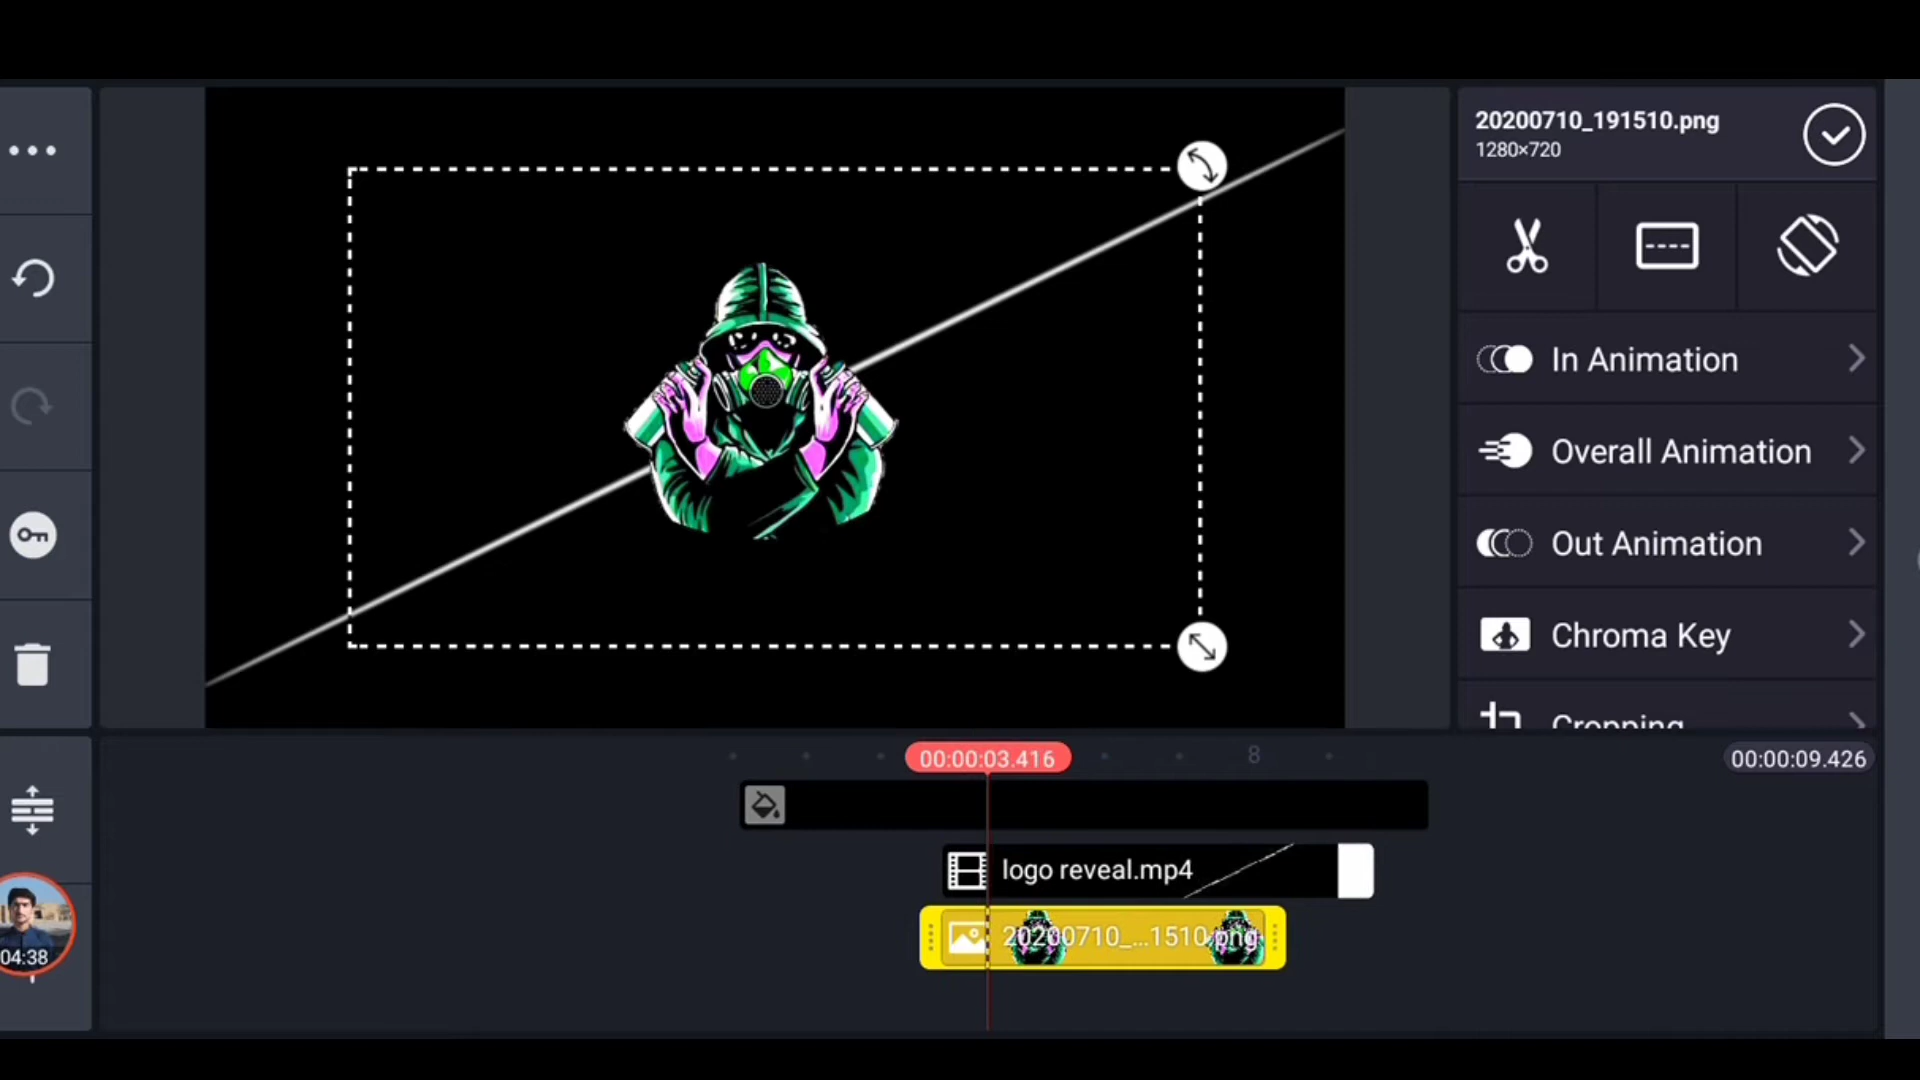 20200710_191510.png
1280×720
In Animation
Overall Animation
Out Animation
Chroma Key
Cropping
00:00:03.416
8
00:00:09.426
logo reveal.mp4
20200710_...1510.png
04:38